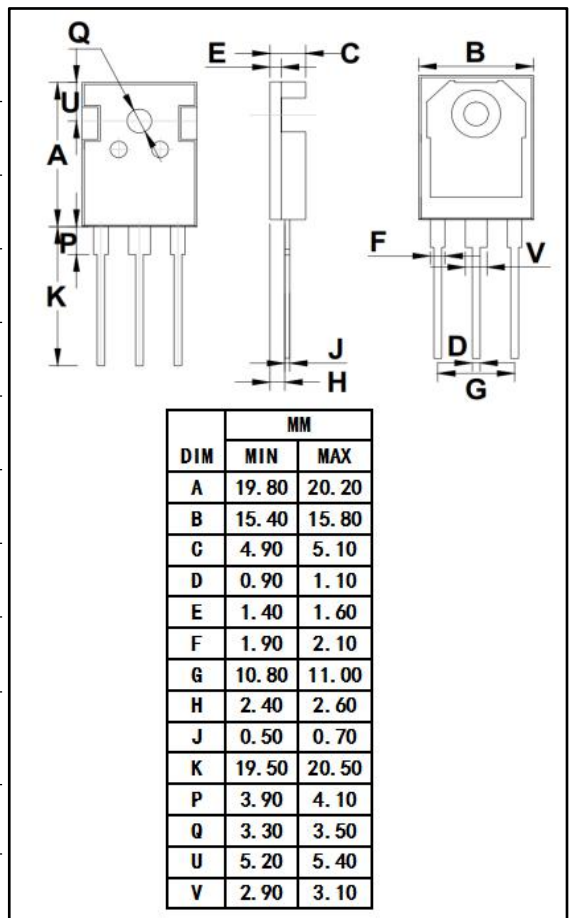 Q
E
C
B
U
A
P
K
F
V
J
D
H
G
MM
DIM MIN MAX
A 19.80 20.20
B 15.40 15.80
C 4.90 5.10
D 0.90 1.10
E 1.40 1.60
F 1.90 2.10
G 10.80 11.00
H 2.40 2.60
J 0.50 0.70
K 19.50 20.50
P 3.90 4.10
Q 3.30 3.50
U 5.20 5.40
V 2.90 3.10